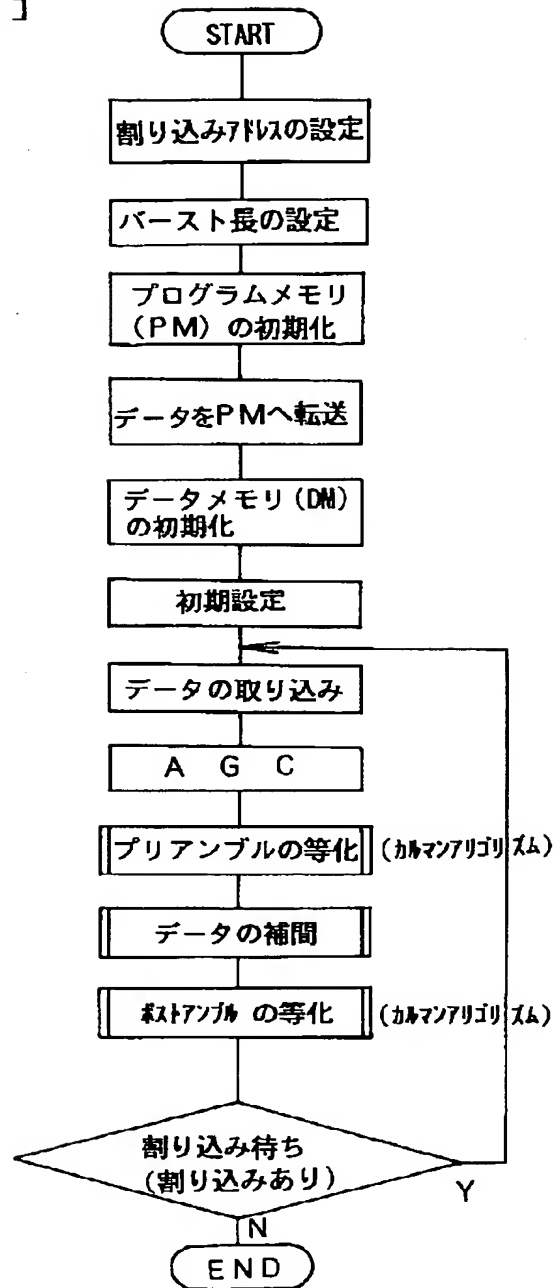 ]
START
割り込みアドレスの設定
バースト長の設定
プログラムメモリ
(PM)の初期化
データをPMへ転送
データメモリ(DM)
の初期化
初期設定
データの取り込み
A G C
プリアンブルの等化 (カルマンアリゴリズム)
データの補間
ポストアンブル の等化 (カルマンアリゴリズム)
割り込み待ち
(割り込みあり)
Y
N
END